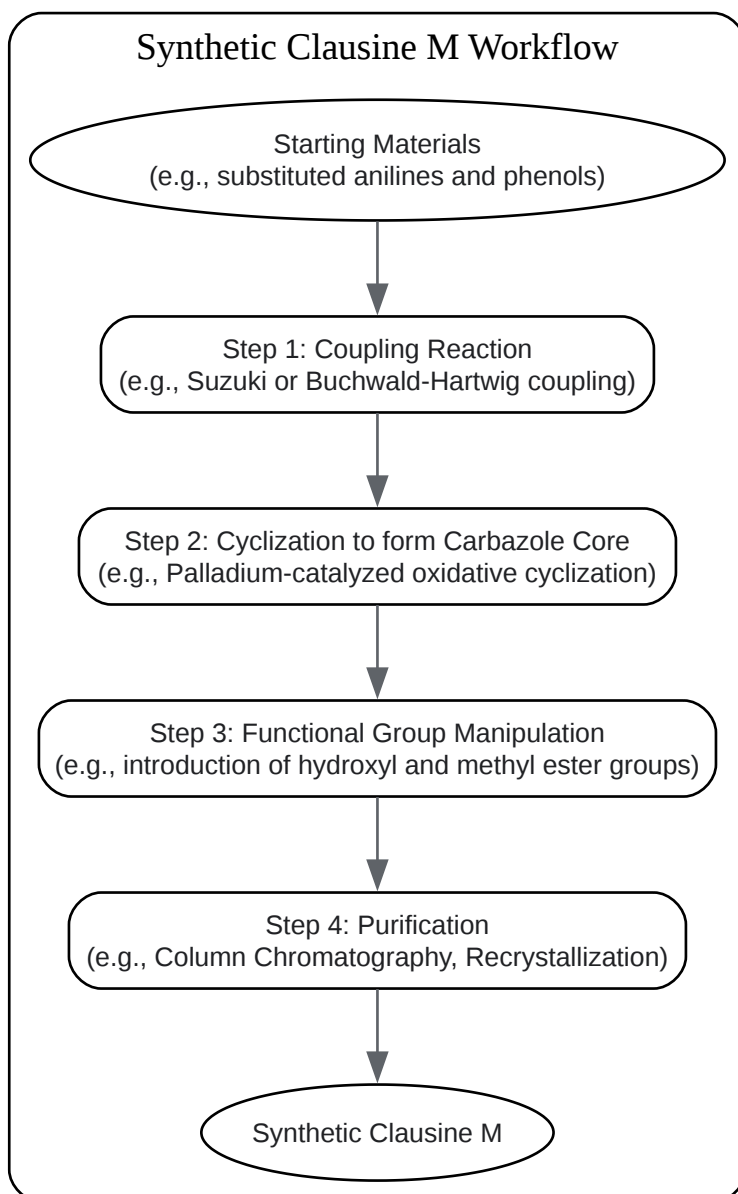 Synthetic Clausine M Workflow
Starting Materials
(e.g., substituted anilines and phenols)
Step 1: Coupling Reaction
(e.g., Suzuki or Buchwald-Hartwig coupling)
Step 2: Cyclization to form Carbazole Core
(e.g., Palladium-catalyzed oxidative cyclization)
Step 3: Functional Group Manipulation
(e.g., introduction of hydroxyl and methyl ester groups)
Step 4: Purification
(e.g., Column Chromatography, Recrystallization)
Synthetic Clausine M